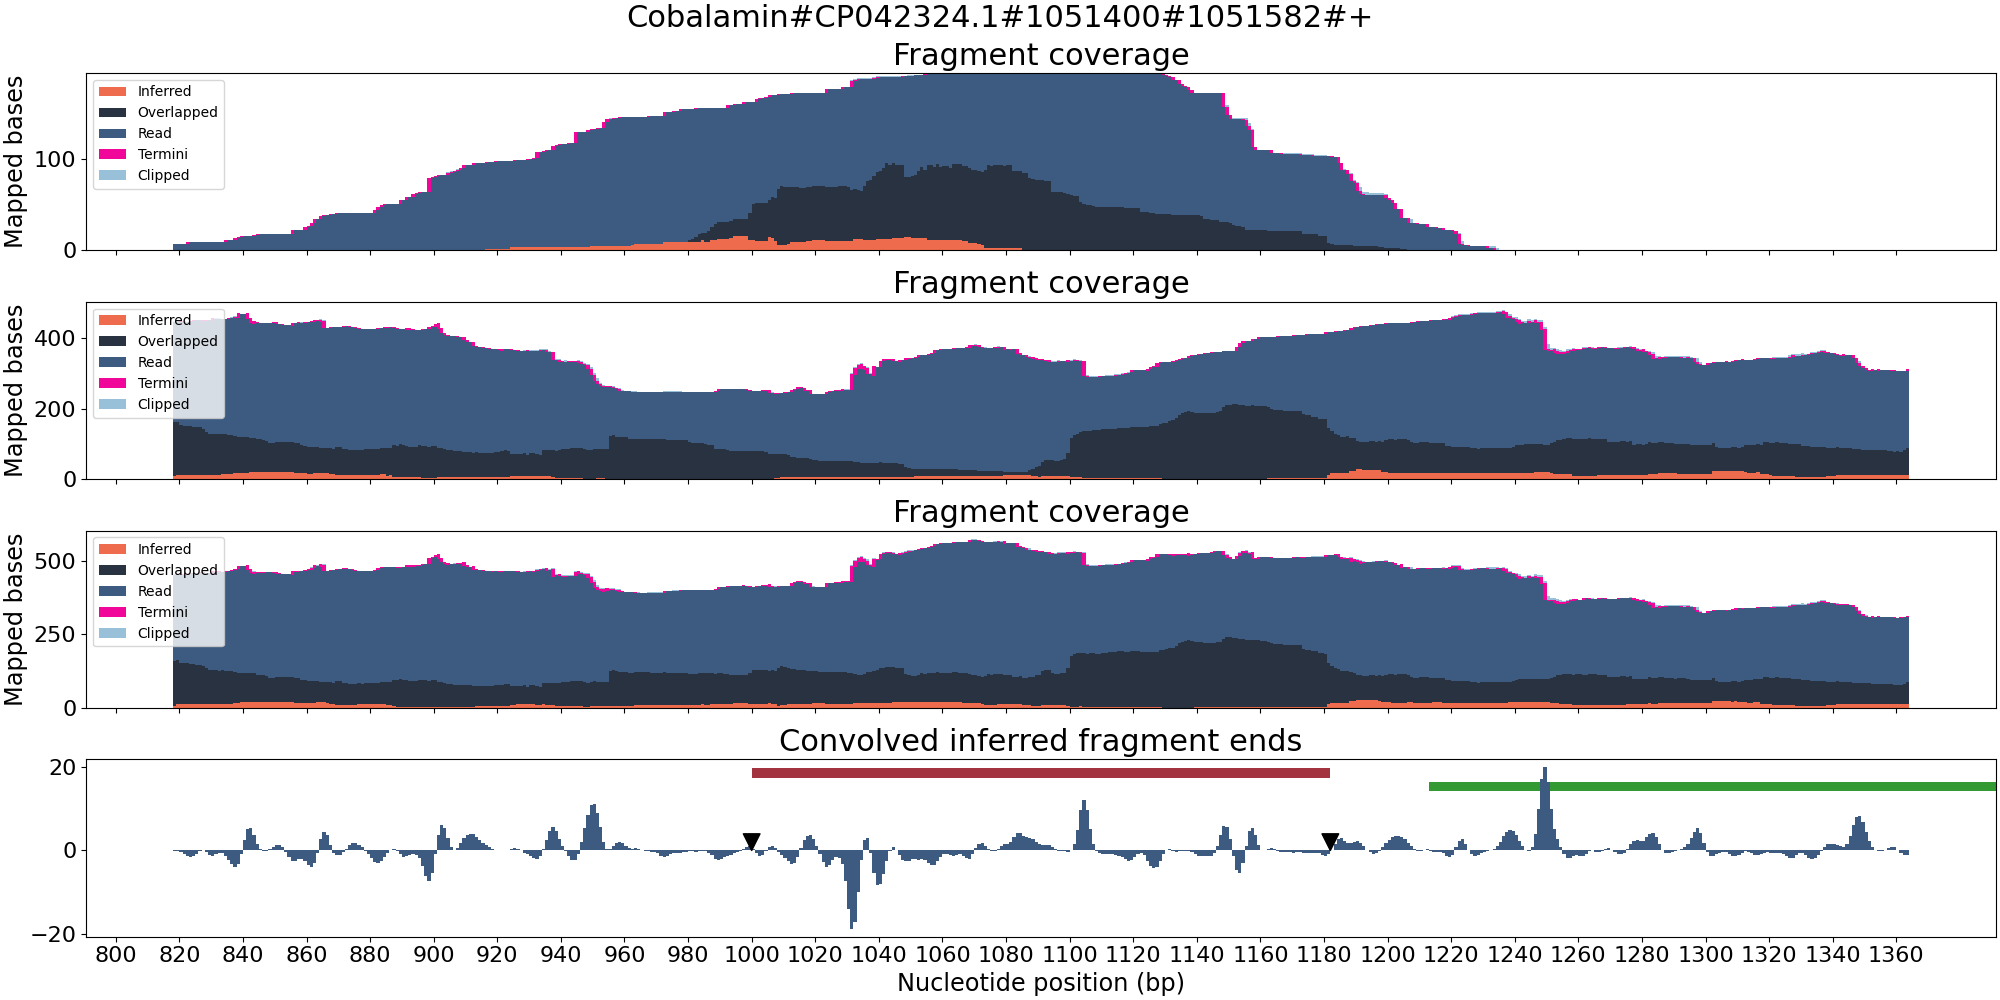 Cobalamin#CP042324.1#1051400#1051582#+
Fragment coverage
Mapped bases
100
0
Inferred
Overlapped
Read
Termini
Clipped
Fragment coverage
Mapped bases
400
200
0
Inferred
Overlapped
Read
Termini
Clipped
Fragment coverage
Mapped bases
500
250
0
Inferred
Overlapped
Read
Termini
Clipped
Convolved inferred fragment ends
20
0
−20
800 820 840 860 880 900 920 940 960 980 1000 1020 1040 1060 1080 1100 1120 1140 1160 1180 1200 1220 1240 1260 1280 1300 1320 1340 1360
Nucleotide position (bp)